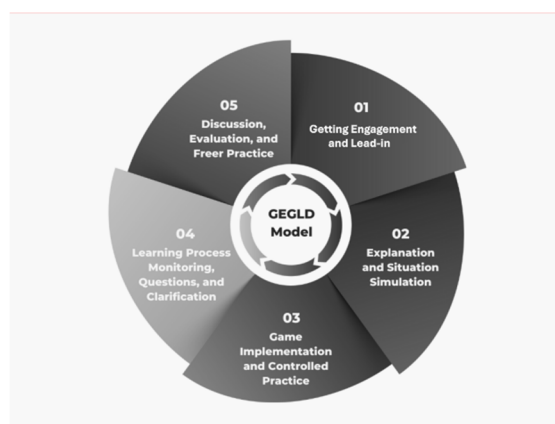 01
Getting Engagement
and Lead-in
02
Explanation
and Situation
Simulation
03
Game
Implementation
and Controlled
Practice
04
Learning Process
Monitoring,
Questions, and
Clarification
05
Discussion,
Evaluation, and
Freer Practice
GEGLD
Model